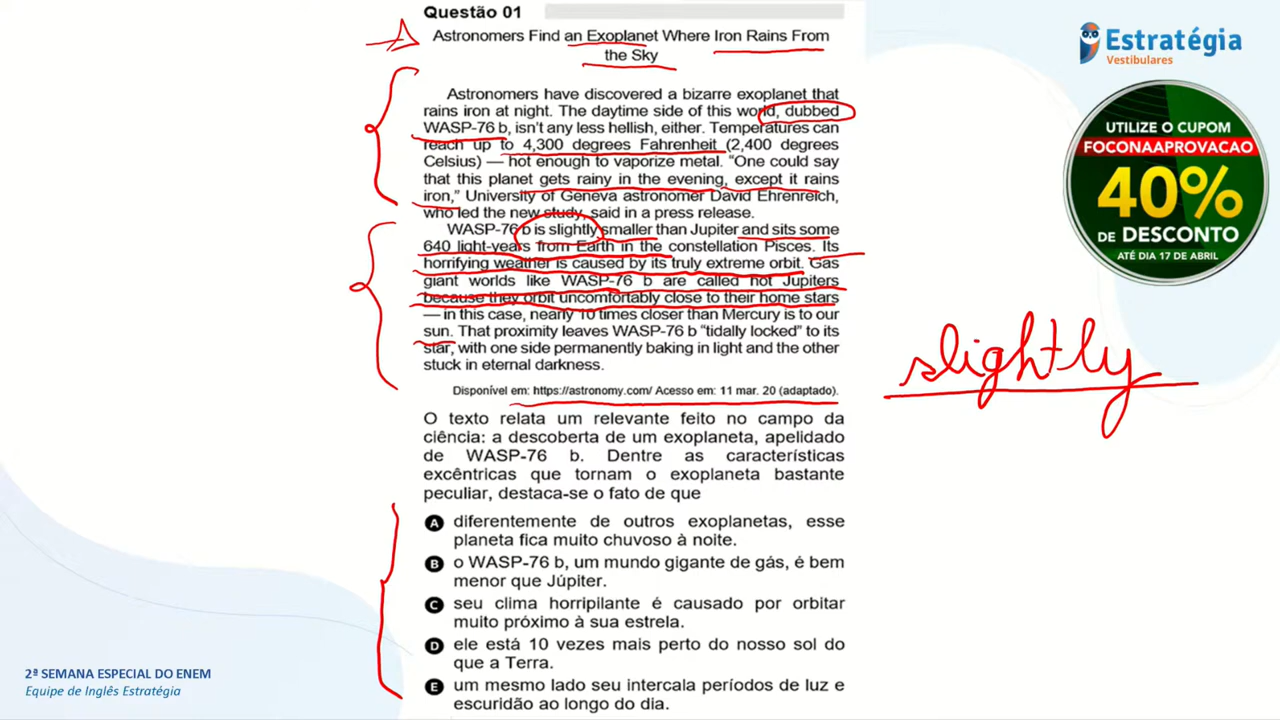 Questão 01
Astronomers Find an Exoplanet Where Iron Rains From
the Sky
Astronomers have discovered a bizarre exoplanet that
rains iron at night. The daytime side of this world, dubbed
WASP-76 b, isn't any less hellish, either. Temperatures can
reach up to 4,300 degrees Fahrenheit (2,400 degrees
Celsius) — hot enough to vaporize metal. “One could say
that this planet gets rainy in the evening, except it rains
iron,” University of Geneva astronomer David Ehrenreich,
who led the new study, said in a press release.
WASP-76 b is slightly smaller than Jupiter and sits some
640 light-years from Earth in the constellation Pisces. Its
horrifying weather is caused by its truly extreme orbit. Gas
giant worlds like WASP-76 b are called hot Jupiters
because they orbit uncomfortably close to their home stars
— in this case, nearly 10 times closer than Mercury is to our
sun. That proximity leaves WASP-76 b “tidally locked” to its
star, with one side permanently baking in light and the other
stuck in eternal darkness.
Disponível em: https://astronomy.com/ Acesso em: 11 mar. 20 (adaptado).
O texto relata um relevante feito no campo da
ciência: a descoberta de um exoplaneta, apelidado
de WASP-76 b. Dentre as características
excêntricas que tornam o exoplaneta bastante
peculiar, destaca-se o fato de que
A diferentemente de outros exoplanetas, esse
planeta fica muito chuvoso à noite.
B o WASP-76 b, um mundo gigante de gás, é bem
menor que Júpiter.
C seu clima horripilante é causado por orbitar
muito próximo à sua estrela.
D ele está 10 vezes mais perto do nosso sol do
que a Terra.
E um mesmo lado seu intercala períodos de luz e
escuridão ao longo do dia.
Estratégia
Vestibulares
UTILIZE O CUPOM
FOCONAAPROVACAO
40%
DE DESCONTO
ATÉ DIA 17 DE ABRIL
slightly
2ª SEMANA ESPECIAL DO ENEM
Equipe de Inglês Estratégia